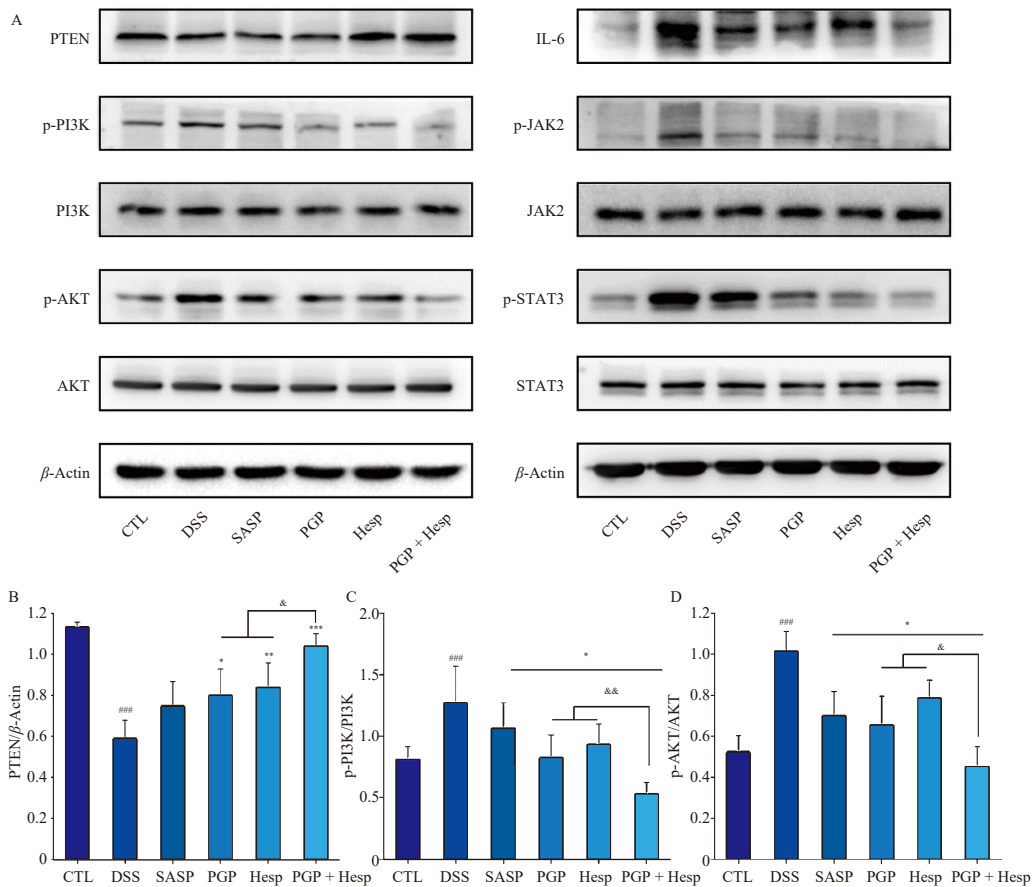 A
PTEN
p-PI3K
PI3K
p-AKT
AKT
β-Actin
CTL
DSS
SASP
PGP
Hesp
PGP + Hesp
IL-6
p-JAK2
JAK2
p-STAT3
STAT3
β-Actin
CTL
DSS
SASP
PGP
Hesp
PGP + Hesp
B
PTEN/β-Actin
1.2
1.0
0.8
0.6
0.4
0.2
0
###
*
**
***
&
CTL DSS SASP PGP Hesp PGP + Hesp
C
p-PI3K/PI3K
2.0
1.5
1.0
0.5
0
###
*
&&
CTL DSS SASP PGP Hesp PGP + Hesp
D
p-AKT/AKT
1.2
1.0
0.8
0.6
0.4
0.2
0
###
*
&
CTL DSS SASP PGP Hesp PGP + Hesp